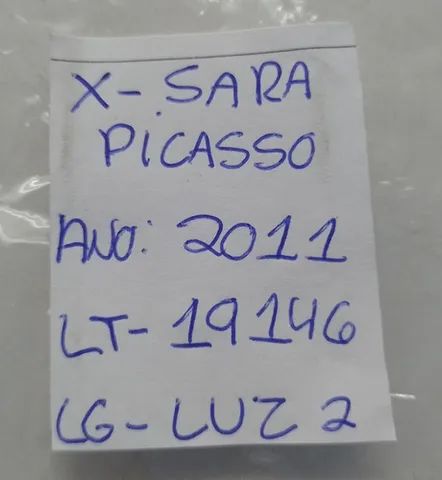 X-SARA
PICASSO
ANO: 2011
LT-19146
LG-LUZ 2